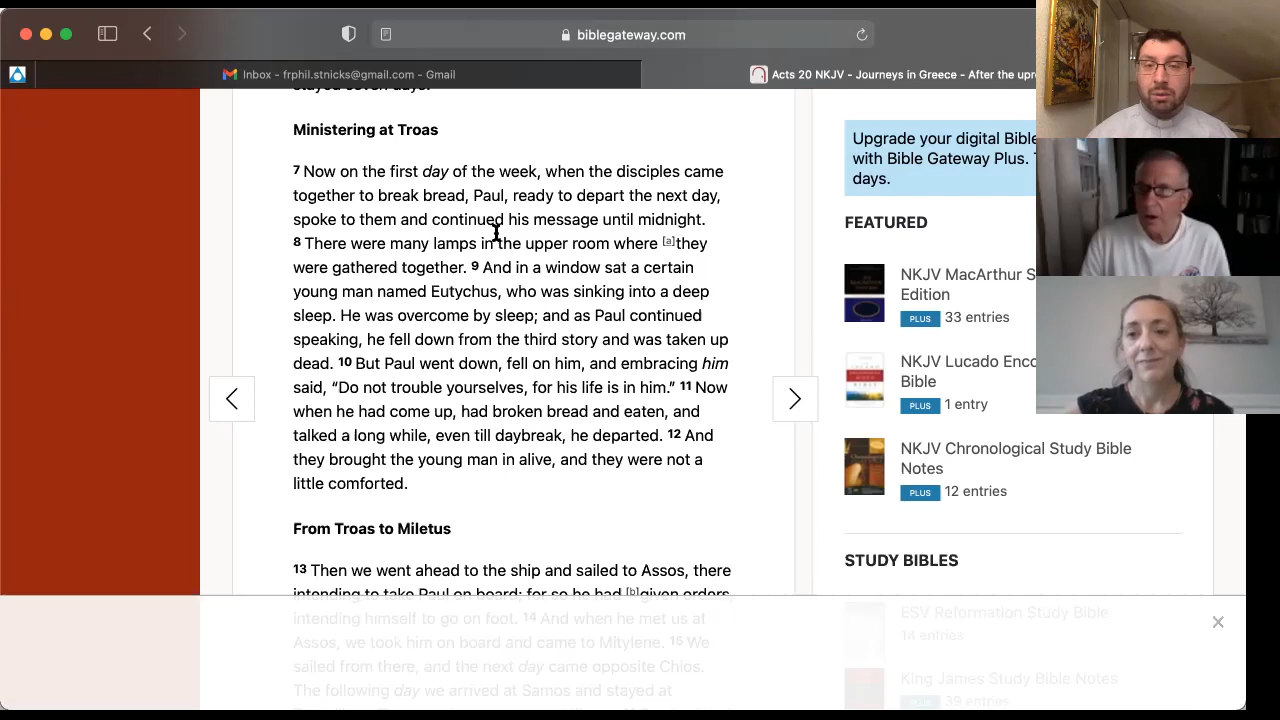 biblegateway.com
Inbox - frphil.stnicks@gmail.com - Gmail
Acts 20 NKJV - Journeys in Greece - After the upr
stayed seven days.
Ministering at Troas
7 Now on the first day of the week, when the disciples came
together to break bread, Paul, ready to depart the next day,
spoke to them and continued his message until midnight.
8 There were many lamps in the upper room where [a]they
were gathered together. 9 And in a window sat a certain
young man named Eutychus, who was sinking into a deep
sleep. He was overcome by sleep; and as Paul continued
speaking, he fell down from the third story and was taken up
dead. 10 But Paul went down, fell on him, and embracing him
said, “Do not trouble yourselves, for his life is in him.” 11 Now
when he had come up, had broken bread and eaten, and
talked a long while, even till daybreak, he departed. 12 And
they brought the young man in alive, and they were not a
little comforted.
From Troas to Miletus
13 Then we went ahead to the ship and sailed to Assos, there
intending to take Paul on board; for so he had [b]given orders,
intending himself to go on foot. 14 And when he met us at
Assos, we took him on board and came to Mitylene. 15 We
sailed from there, and the next day came opposite Chios.
The following day we arrived at Samos and stayed at
Upgrade your digital Bible
with Bible Gateway Plus.
days.
FEATURED
NKJV MacArthur S
Edition
PLUS 33 entries
NKJV Lucado Enco
Bible
PLUS 1 entry
NKJV Chronological Study Bible
Notes
PLUS 12 entries
STUDY BIBLES
ESV Reformation Study Bible
18 entries
King James Study Bible Notes
PLUS 39 entries